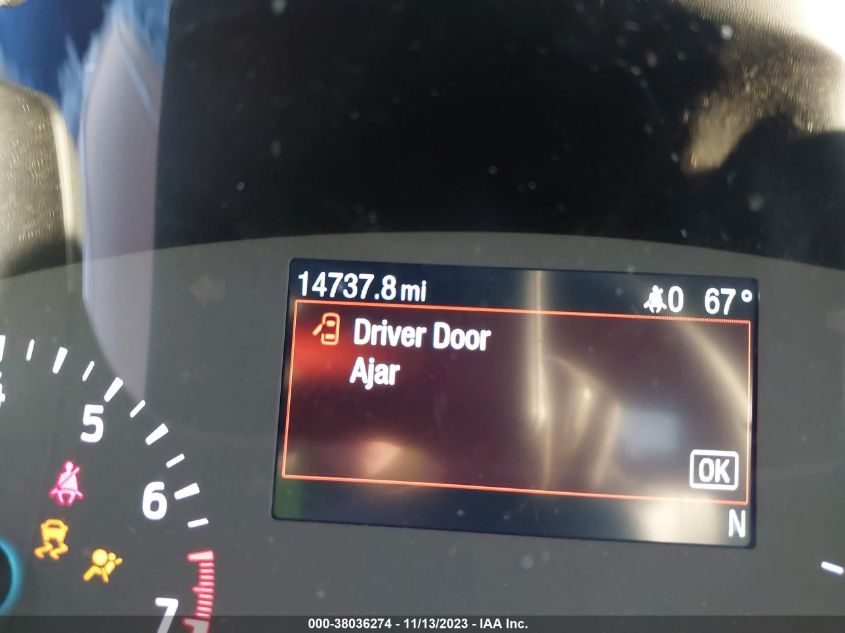 14737.8 mi 0 67°
Driver Door
Ajar
OK
N
5
6
7
000-38036274 - 11/13/2023 - IAA Inc.